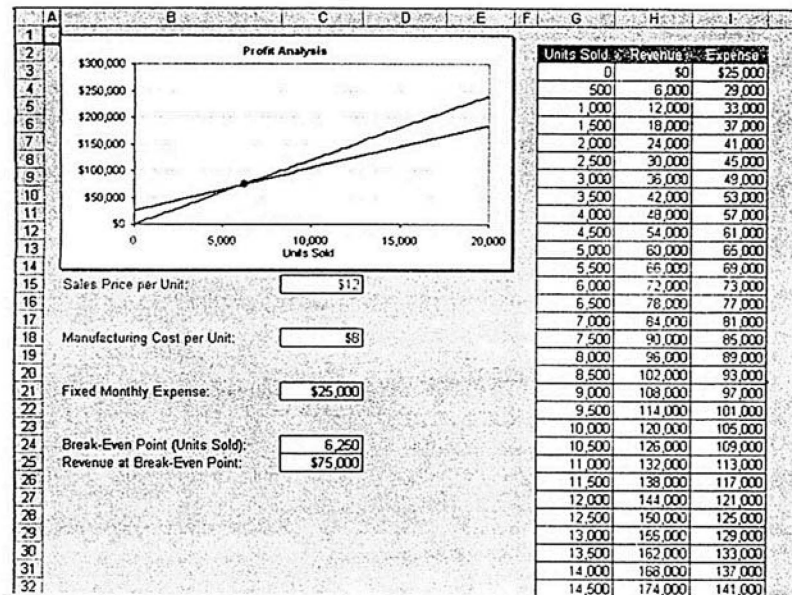 A B C D E F G H I
1
2 Units Sold Revenue Expense
3 0 $0 $25,000
4 500 6,000 29,000
5 1,000 12,000 33,000
6 1,500 18,000 37,000
7 2,000 24,000 41,000
8 2,500 30,000 45,000
9 3,000 36,000 49,000
10 3,500 42,000 53,000
11 4,000 48,000 57,000
12 4,500 54,000 61,000
13 5,000 60,000 65,000
14 5,500 66,000 69,000
15 6,000 72,000 73,000
16 6,500 78,000 77,000
17 7,000 84,000 81,000
18 7,500 90,000 85,000
19 8,000 96,000 89,000
20 8,500 102,000 93,000
21 9,000 108,000 97,000
22 9,500 114,000 101,000
23 10,000 120,000 105,000
24 10,500 126,000 109,000
25 11,000 132,000 113,000
26 11,500 138,000 117,000
27 12,000 144,000 121,000
28 12,500 150,000 125,000
29 13,000 156,000 129,000
30 13,500 162,000 133,000
31 14,000 168,000 137,000
32 14,500 174,000 141,000
Profit Analysis
$300,000
$250,000
$200,000
$150,000
$100,000
$50,000
$0
0 5,000 10,000 15,000 20,000
Units Sold
Sales Price per Unit: $12
Manufacturing Cost per Unit: $8
Fixed Monthly Expense: $25,000
Break-Even Point (Units Sold): 6,250
Revenue at Break-Even Point: $75,000